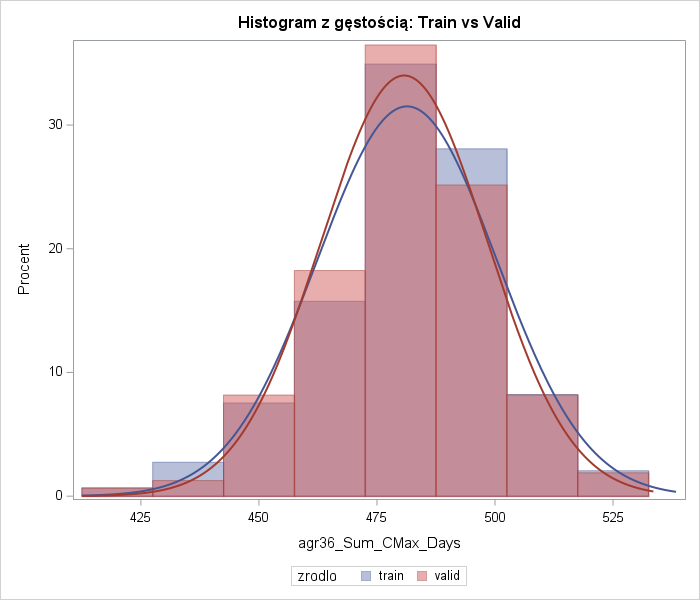 Histogram z gęstością: Train vs Valid
30
20
10
0
Procent
425 450 475 500 525
agr36_Sum_CMax_Days
zrodlo train valid